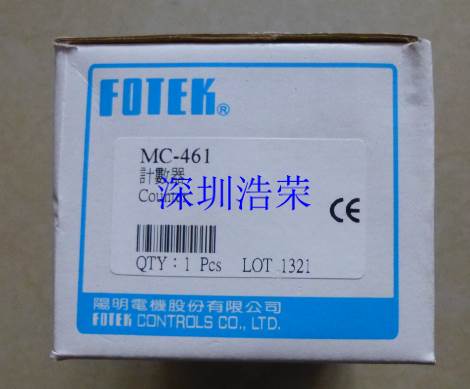 FOTEK®
MC-461
計數器
Counter
深圳浩荣
CE
QTY：1 Pcs LOT 1321
陽明電機股份有限公司
FOTEK CONTROLS CO., LTD.